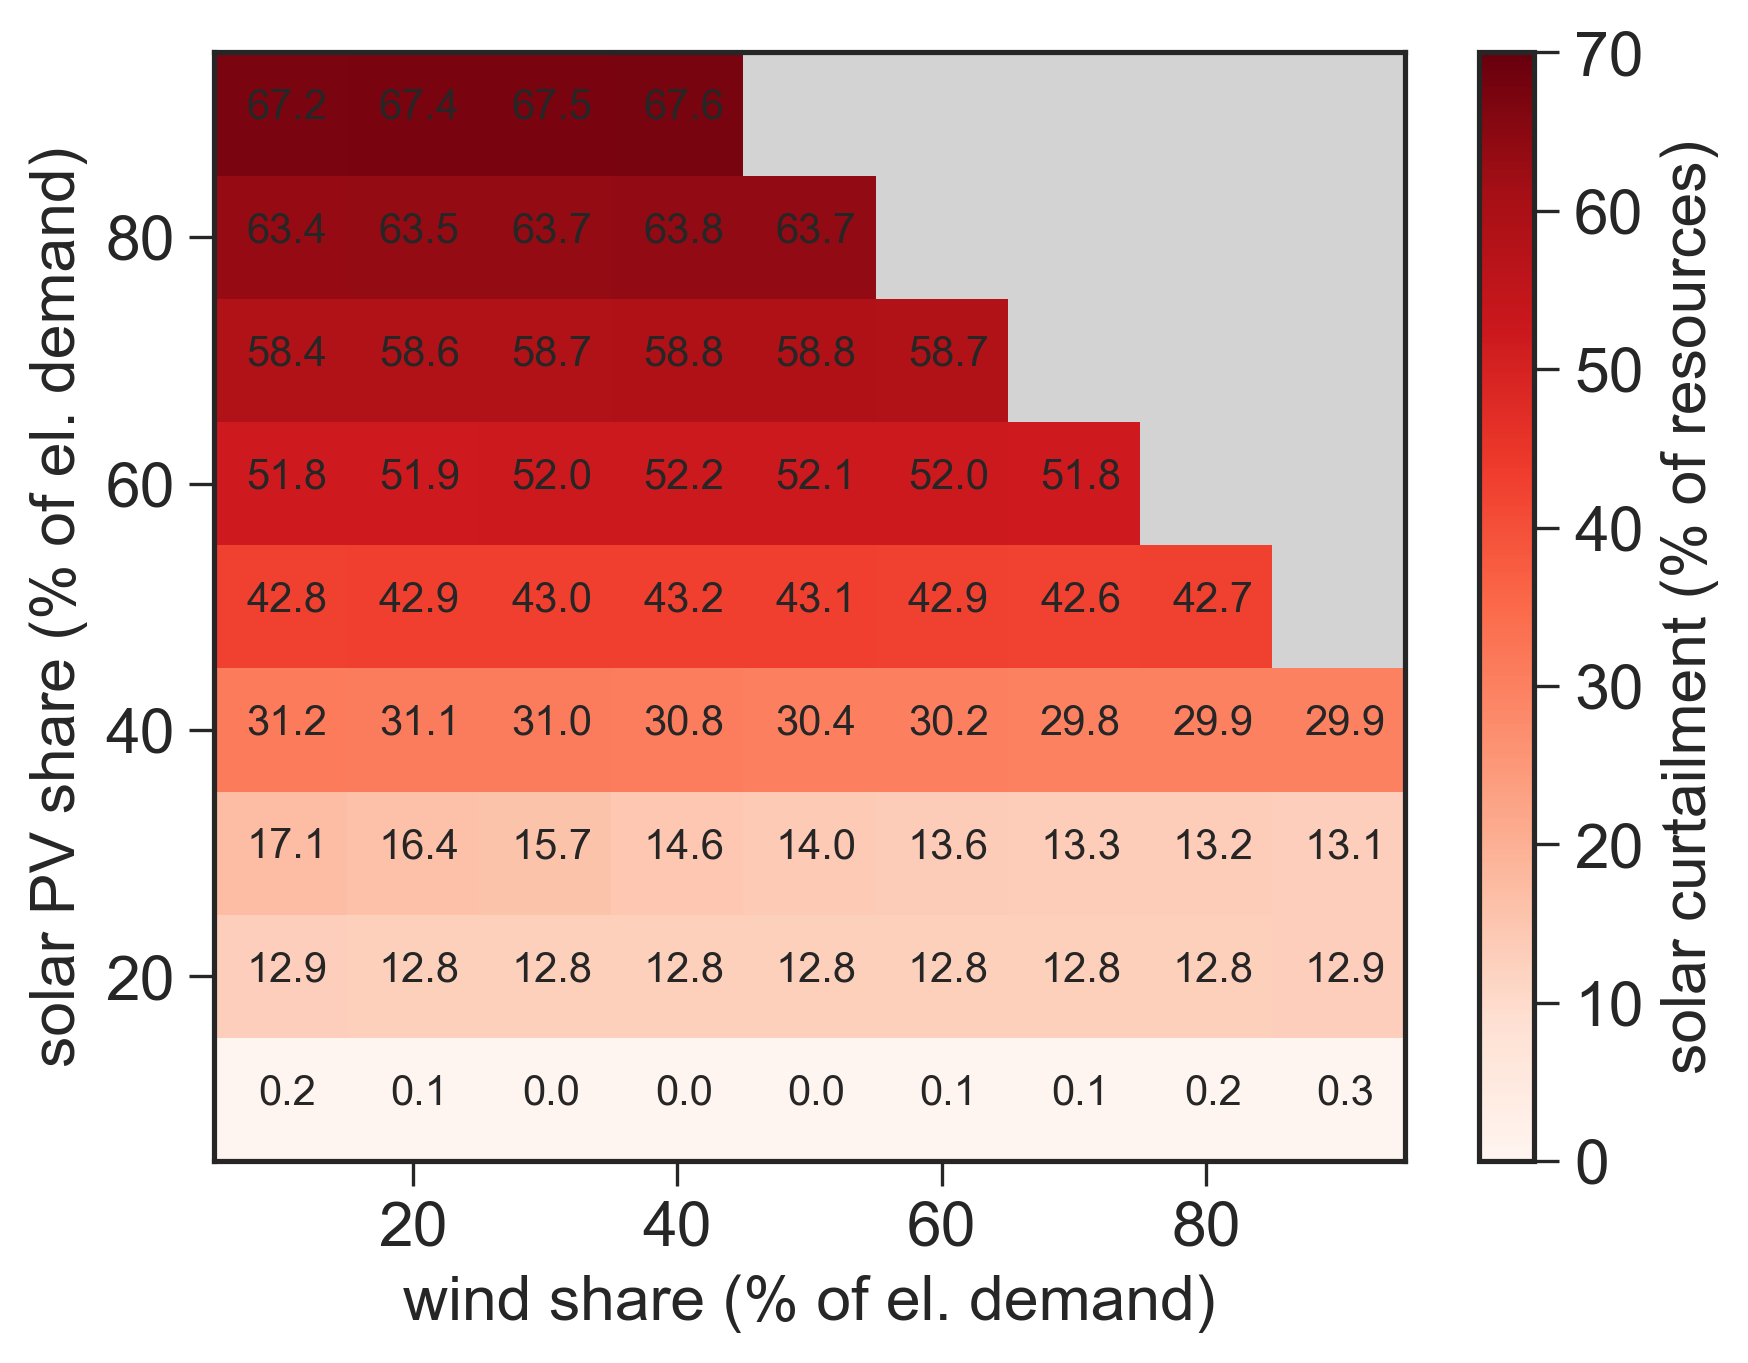 67.2 67.4 67.5 67.6
63.4 63.5 63.7 63.8 63.7
58.4 58.6 58.7 58.8 58.8 58.7
51.8 51.9 52.0 52.2 52.1 52.0 51.8
42.8 42.9 43.0 43.2 43.1 42.9 42.6 42.7
31.2 31.1 31.0 30.8 30.4 30.2 29.8 29.9 29.9
17.1 16.4 15.7 14.6 14.0 13.6 13.3 13.2 13.1
12.9 12.8 12.8 12.8 12.8 12.8 12.8 12.8 12.9
0.2 0.1 0.0 0.0 0.0 0.1 0.1 0.2 0.3
80
60
40
20
solar PV share (% of el. demand)
20 40 60 80
wind share (% of el. demand)
70
60
50
40
30
20
10
0
solar curtailment (% of resources)